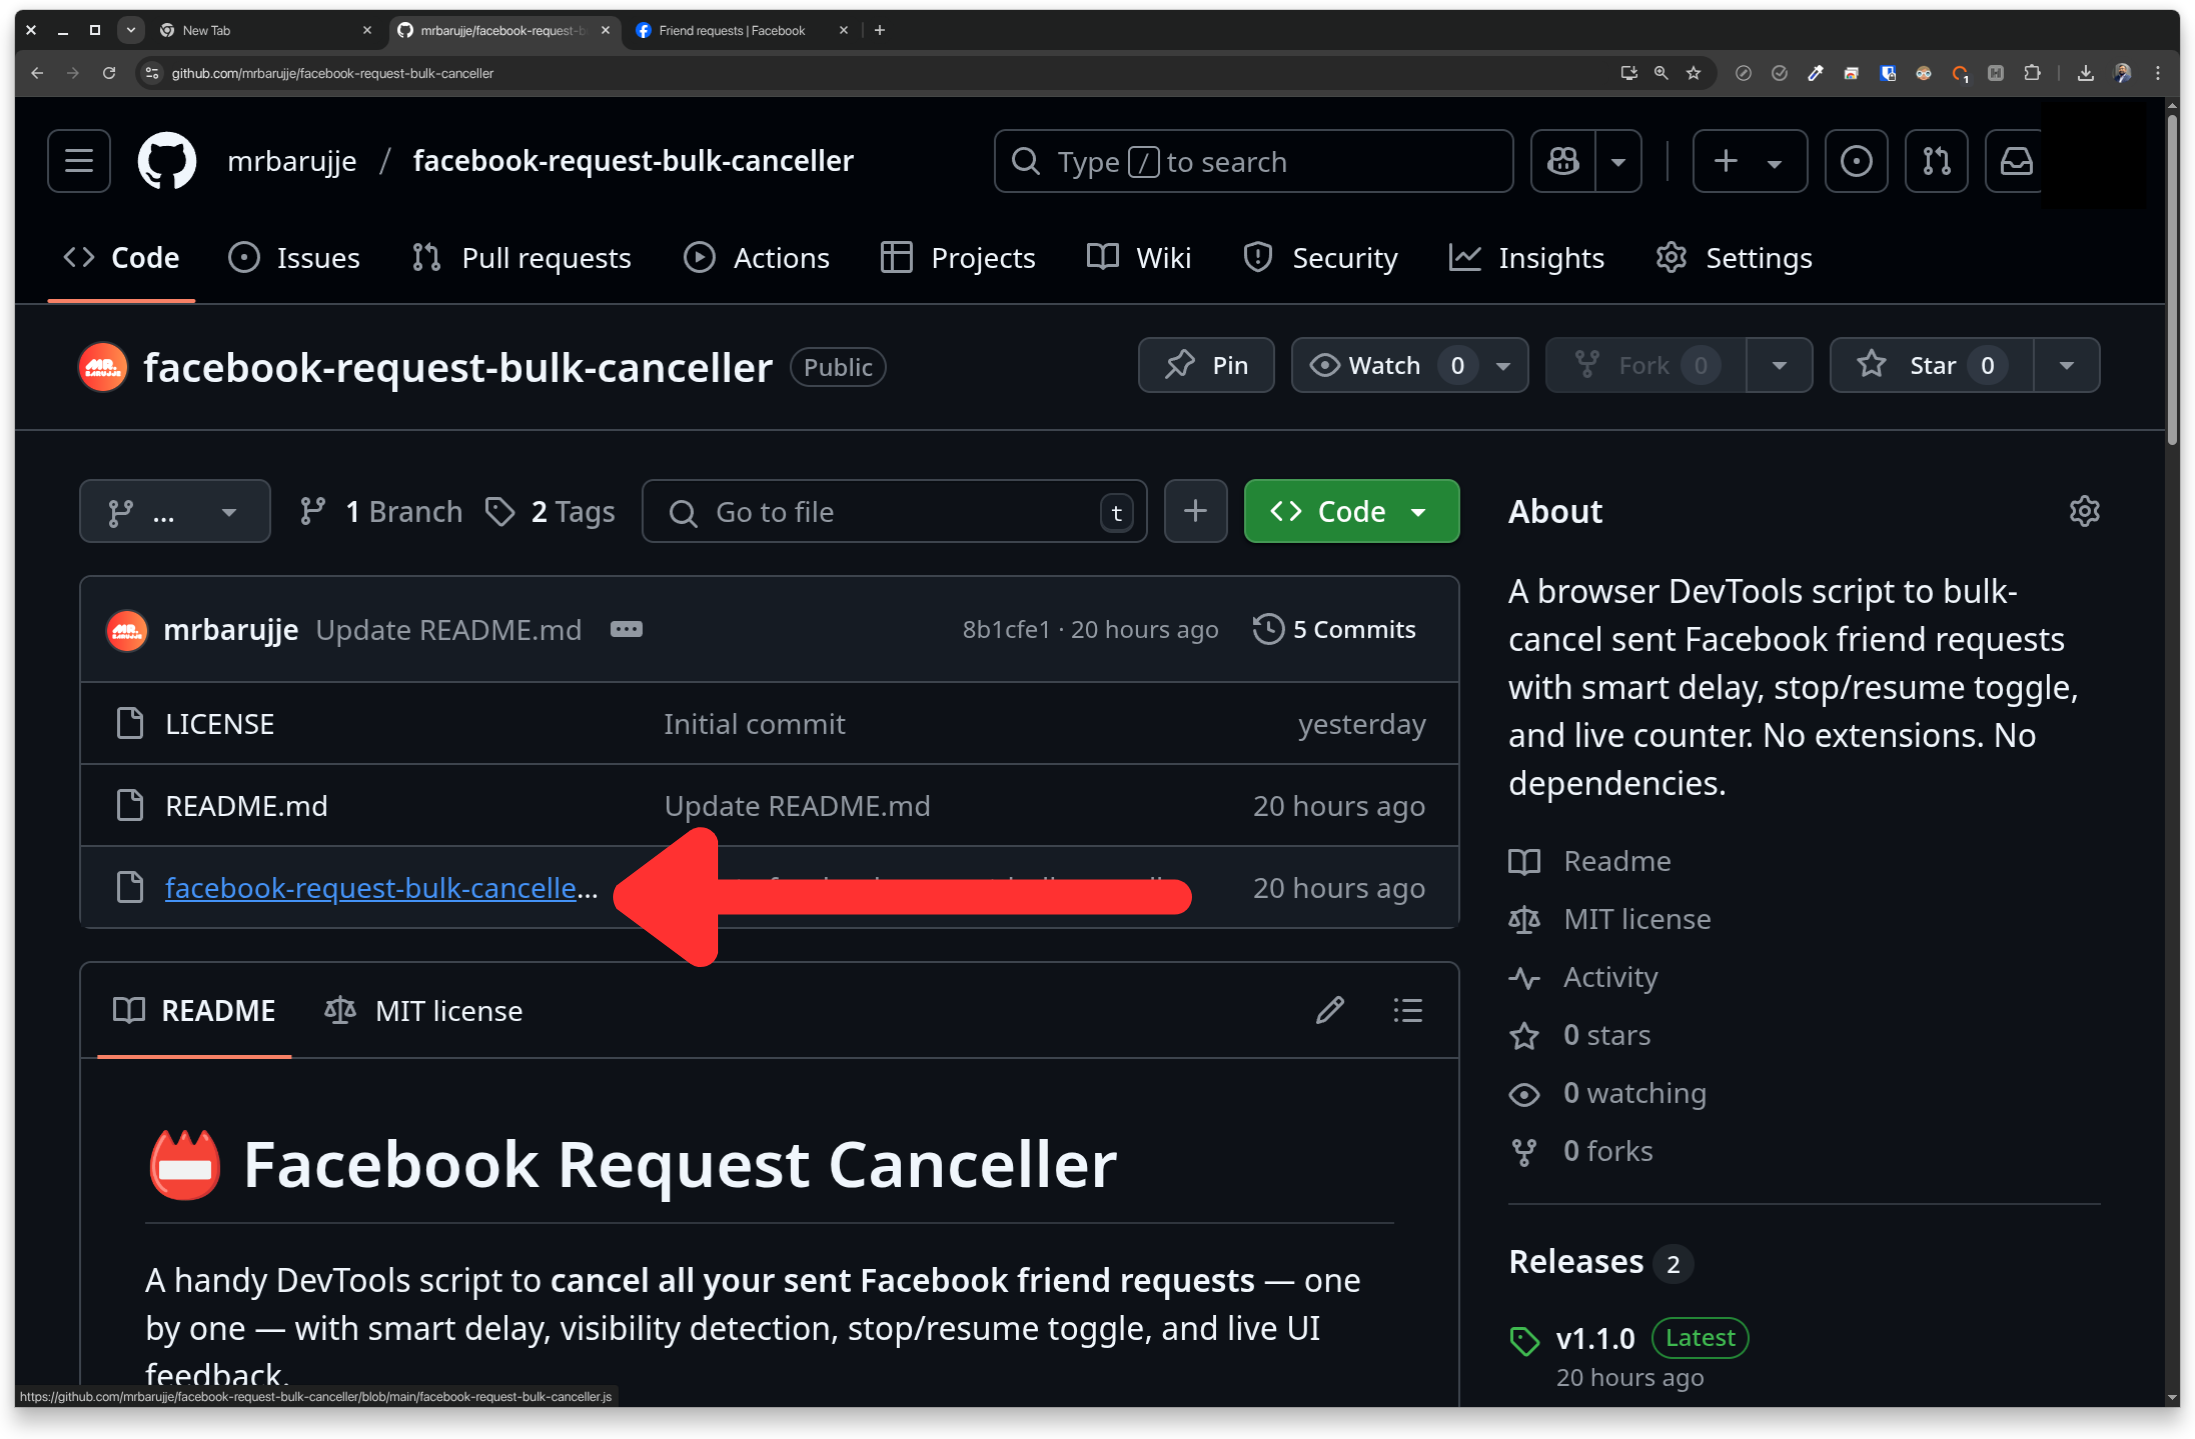 New Tab
mrbarujje/facebook-request-b
Friend requests | Facebook
github.com/mrbarujje/facebook-request-bulk-canceller
mrbarujje / facebook-request-bulk-canceller
Type / to search
Code
Issues
Pull requests
Actions
Projects
Wiki
Security
Insights
Settings
MR. BARUJJE
facebook-request-bulk-canceller
Public
Pin
Watch 0
Fork 0
Star 0
...
1 Branch
2 Tags
Go to file
t
Code
About
A browser DevTools script to bulk-
cancel sent Facebook friend requests
with smart delay, stop/resume toggle,
and live counter. No extensions. No
dependencies.
MR. BARUJJE
mrbarujje Update README.md
8b1cfe1 · 20 hours ago
5 Commits
LICENSE
Initial commit
yesterday
README.md
Update README.md
20 hours ago
facebook-request-bulk-cancelle...
20 hours ago
Readme
MIT license
Activity
0 stars
0 watching
0 forks
README
MIT license
Facebook Request Canceller
A handy DevTools script to cancel all your sent Facebook friend requests — one
by one — with smart delay, visibility detection, stop/resume toggle, and live UI
feedback.
Releases 2
v1.1.0 Latest
20 hours ago
https://github.com/mrbarujje/facebook-request-bulk-canceller/blob/main/facebook-request-bulk-canceller.js